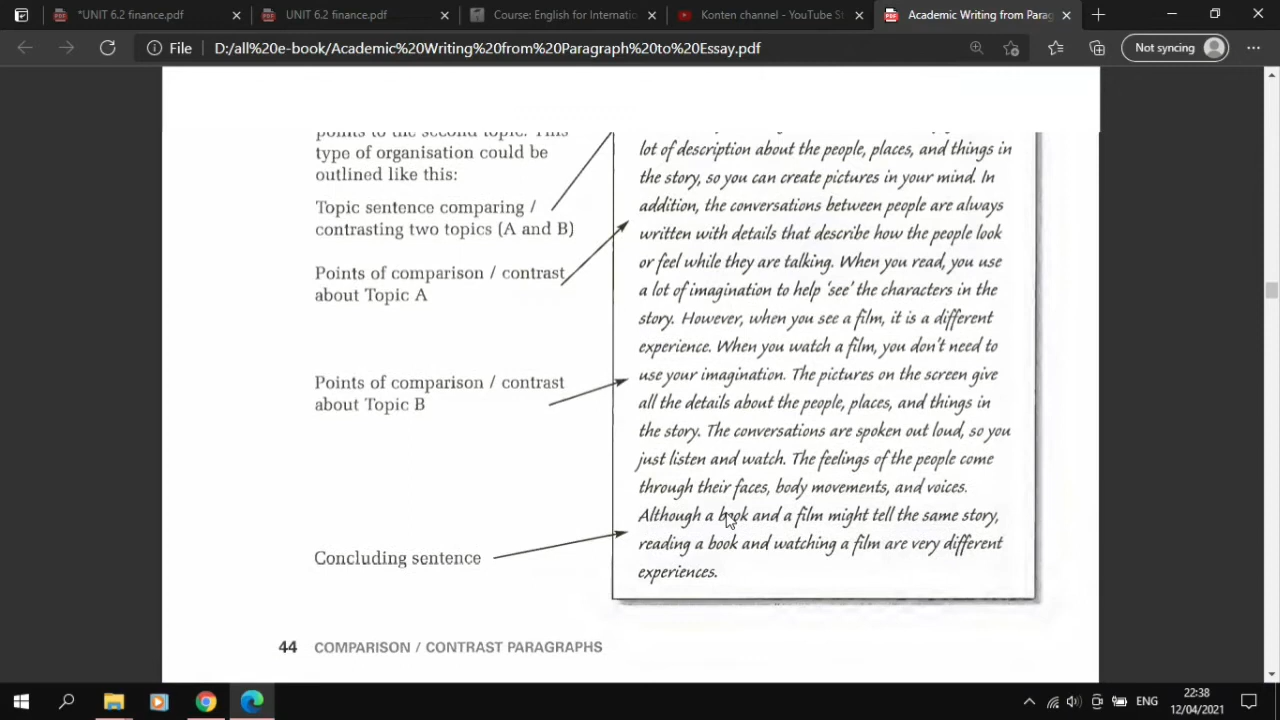 *UNIT 6.2 finance.pdf
UNIT 6.2 finance.pdf
Course: English for Internatio
Konten channel - YouTube S
Academic Writing from Parag
File
D:/all%20e-book/Academic%20Writing%20from%20Paragraph%20to%20Essay.pdf
Not syncing
points to the second topic. This
type of organisation could be
outlined like this:
Topic sentence comparing /
contrasting two topics (A and B)
Points of comparison / contrast
about Topic A
Points of comparison / contrast
about Topic B
Concluding sentence
lot of description about the people, places, and things in
the story, so you can create pictures in your mind. In
addition, the conversations between people are always
written with details that describe how the people look
or feel while they are talking. When you read, you use
a lot of imagination to help 'see' the characters in the
story. However, when you see a film, it is a different
experience. When you watch a film, you don't need to
use your imagination. The pictures on the screen give
all the details about the people, places, and things in
the story. The conversations are spoken out loud, so you
just listen and watch. The feelings of the people come
through their faces, body movements, and voices.
Although a book and a film might tell the same story,
reading a book and watching a film are very different
experiences.
44 COMPARISON / CONTRAST PARAGRAPHS
ENG
22:38
12/04/2021